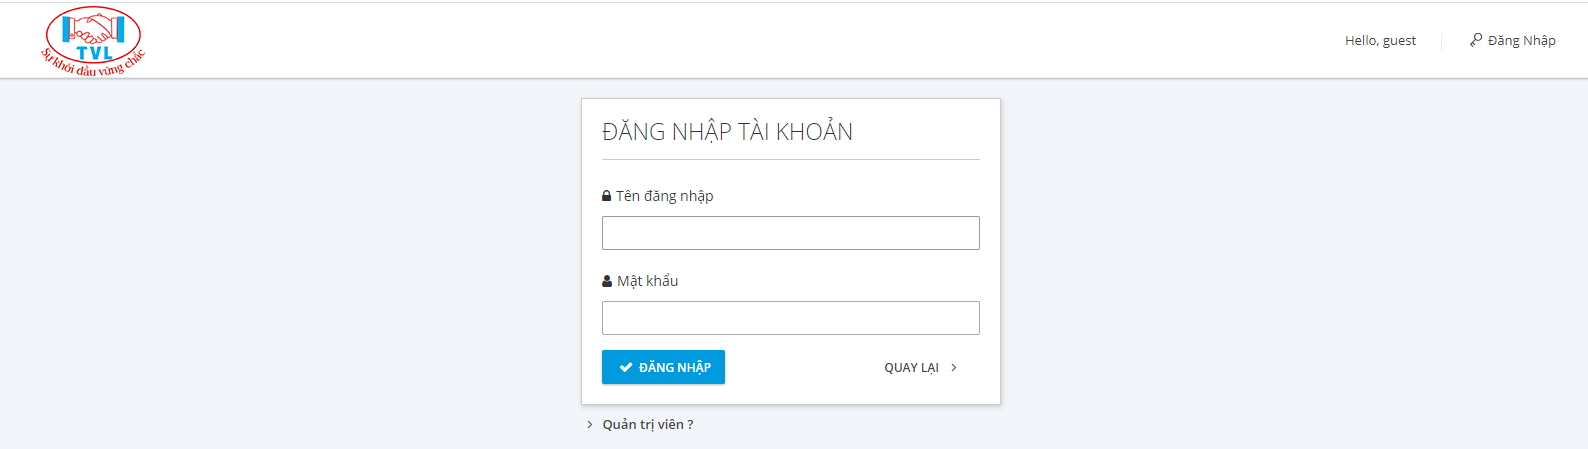 TVL
Sự khởi đầu vững chắc
Hello, guest
Đăng Nhập
ĐĂNG NHẬP TÀI KHOẢN
Tên đăng nhập
Mật khẩu
ĐĂNG NHẬP
QUAY LẠI
Quản trị viên ?